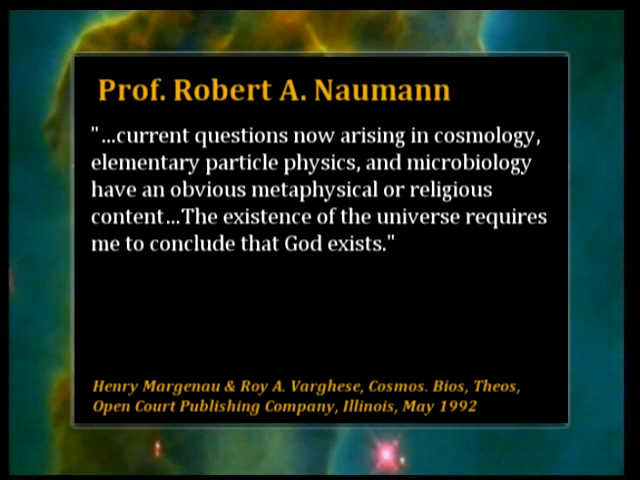 Prof. Robert A. Naumann
"...current questions now arising in cosmology,
elementary particle physics, and microbiology
have an obvious metaphysical or religious
content...The existence of the universe requires
me to conclude that God exists."
Henry Margenau & Roy A. Varghese, Cosmos. Bios, Theos,
Open Court Publishing Company, Illinois, May 1992